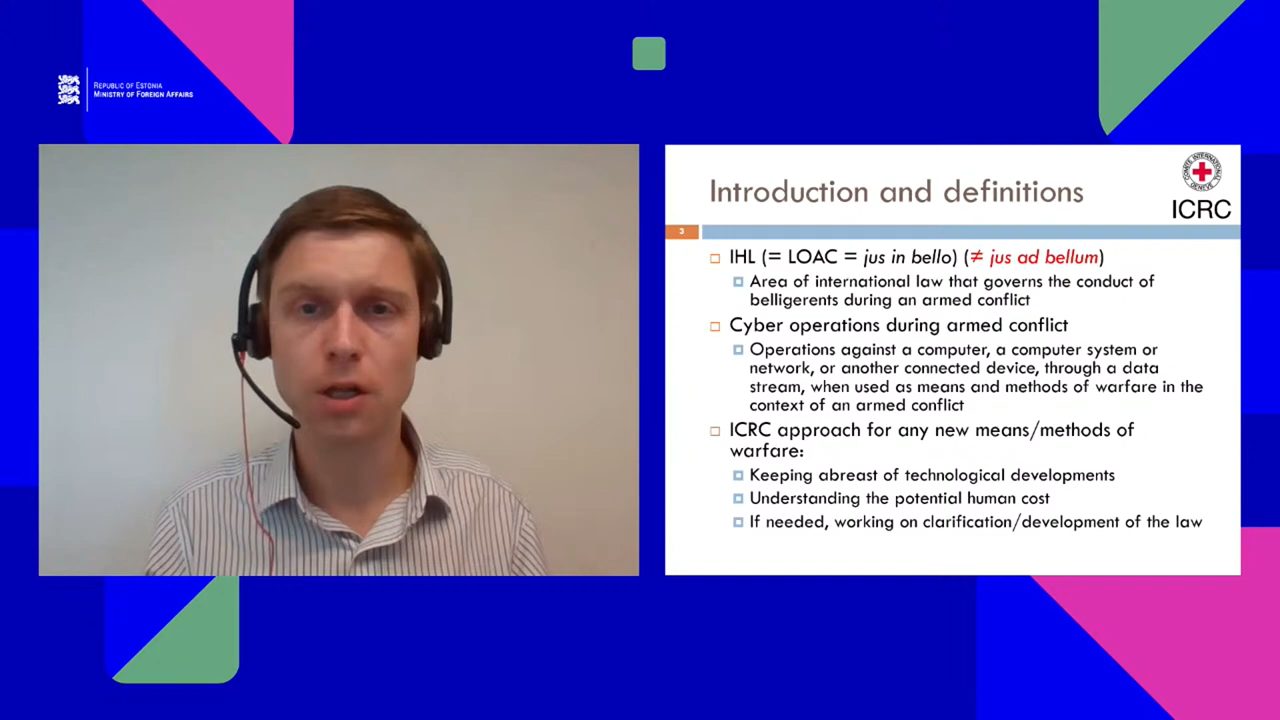 REPUBLIC OF ESTONIA
MINISTRY OF FOREIGN AFFAIRS
Introduction and definitions
COMITÉ INTERNATIONAL
GENEVE
ICRC
3
IHL (= LOAC = jus in bello) (≠ jus ad bellum)
Area of international law that governs the conduct of
belligerents during an armed conflict
Cyber operations during armed conflict
Operations against a computer, a computer system or
network, or another connected device, through a data
stream, when used as means and methods of warfare in the
context of an armed conflict
ICRC approach for any new means/methods of
warfare:
Keeping abreast of technological developments
Understanding the potential human cost
If needed, working on clarification/development of the law